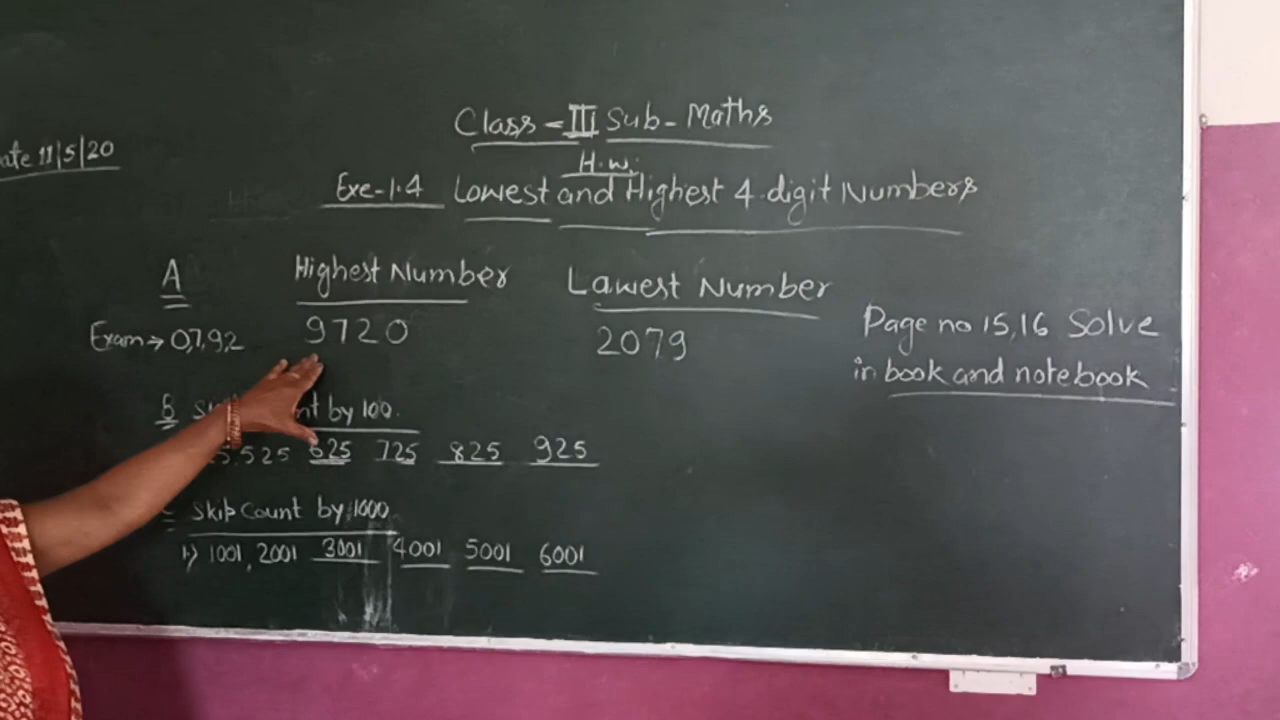 Class - III Sub - Maths
ate 11|5|20
H.W.
Exe-1.4 Lowest and Highest 4 digit Numbers
A Highest Number Lawest Number
Exam → 0,7,9,2 9720 2079
Page no 15,16 Solve
in book and notebook
B by 100.
525 625 725 825 925
Skip Count by 1000
1) 1001, 2001 3001 4001 5001 6001